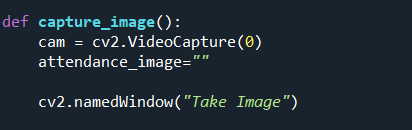 def capture_image():
    cam = cv2.VideoCapture(0)
    attendance_image=""
    cv2.namedWindow("Take Image")